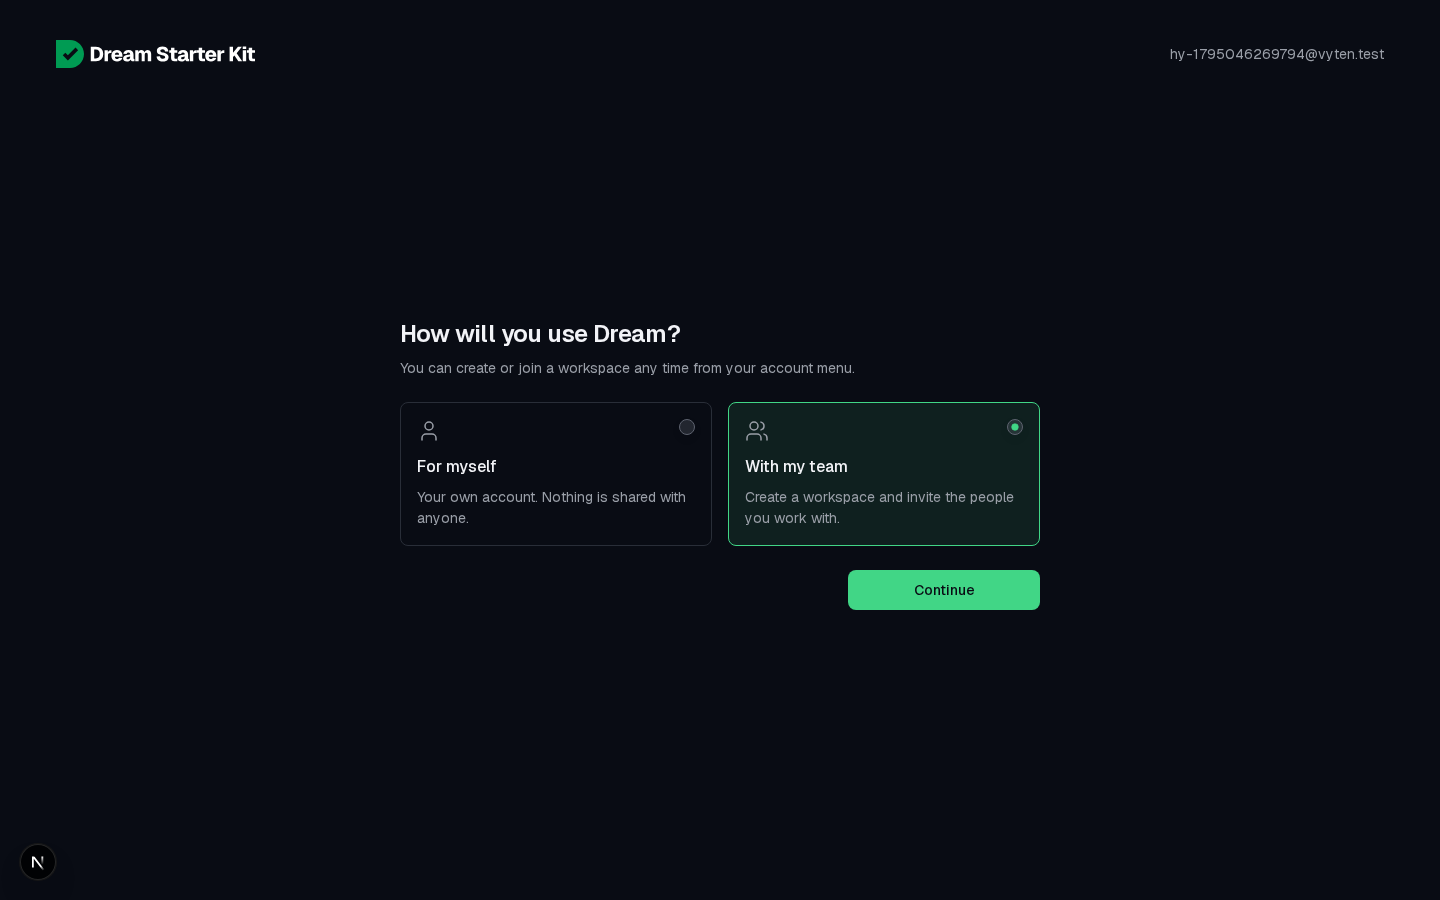 Dream Starter Kit
hy-1795046269794@vyten.test
How will you use Dream?
You can create or join a workspace any time from your account menu.
For myself
Your own account. Nothing is shared with
anyone.
With my team
Create a workspace and invite the people
you work with.
Continue
N